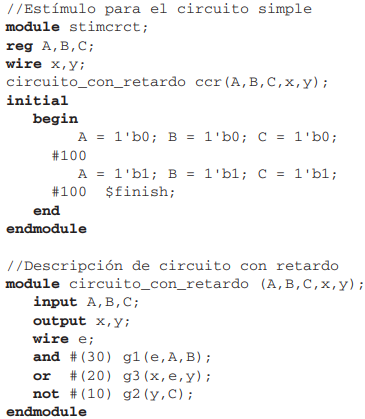 //Estímulo para el circuito simple
module stimcrct;
reg A,B,C;
wire x,y;
circuito_con_retardo ccr(A,B,C,x,y);
initial
begin
A = 1'b0; B = 1'b0; C = 1'b0;
#100
A = 1'b1; B = 1'b1; C = 1'b1;
#100 $finish;
end
endmodule
//Descripción de circuito con retardo
module circuito_con_retardo (A,B,C,x,y);
input A,B,C;
output x,y;
wire e;
and #(30) g1(e,A,B);
or #(20) g3(x,e,y);
not #(10) g2(y,C);
endmodule